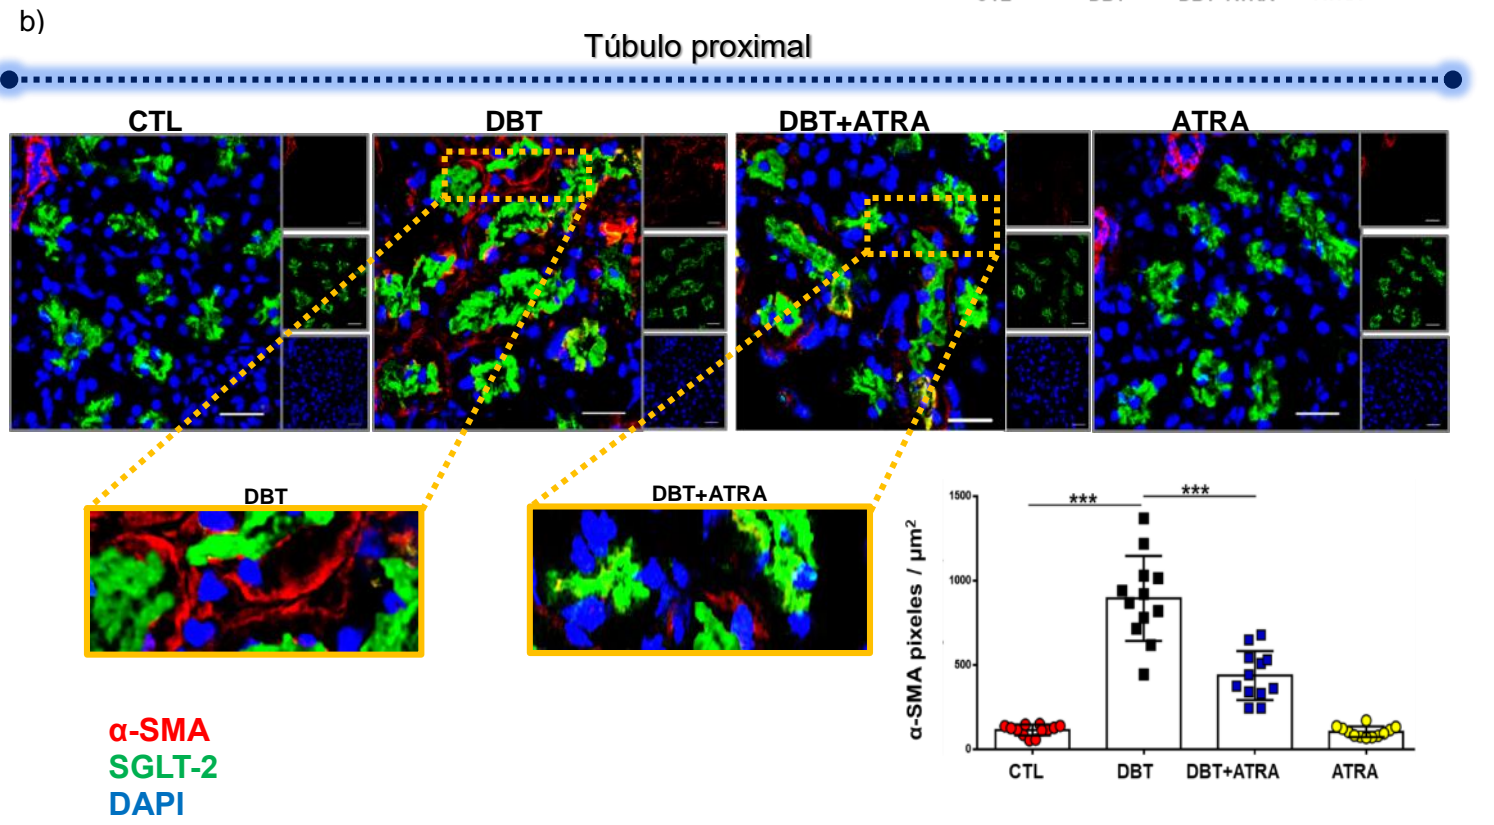 b)
Túbulo proximal
CTL
DBT
DBT+ATRA
ATRA
DBT
DBT+ATRA
α-SMA
SGLT-2
DAPI
α-SMA pixeles / µm²
1500
1000
500
0
***
***
CTL
DBT
DBT+ATRA
ATRA